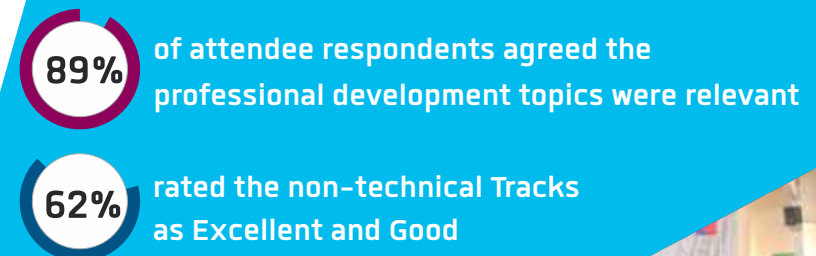 89%
of attendee respondents agreed the
professional development topics were relevant
62%
rated the non-technical Tracks
as Excellent and Good